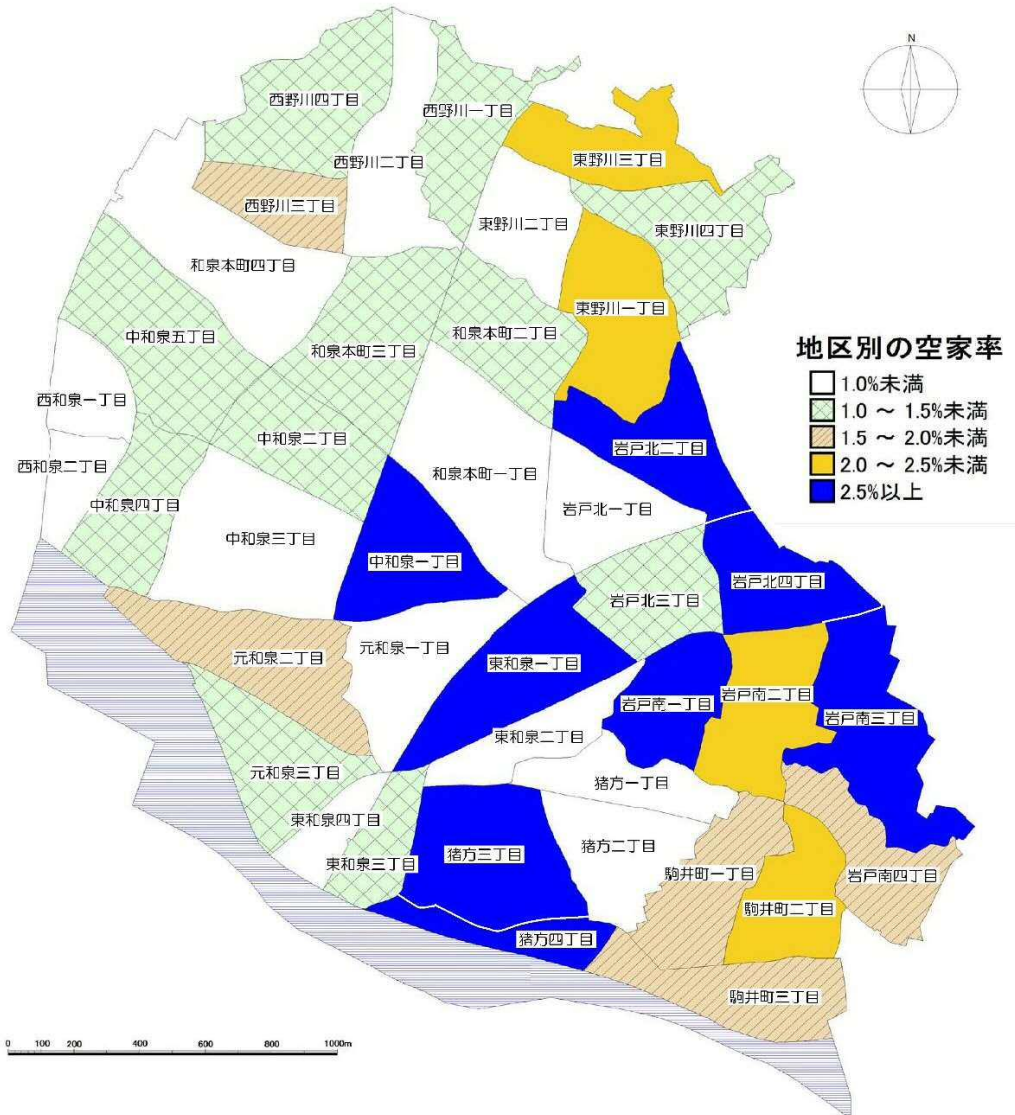 N
西野川四丁目
西野川一丁目
西野川二丁目
東野川三丁目
西野川三丁目
東野川二丁目
東野川四丁目
和泉本町四丁目
東野川一丁目
中和泉五丁目
和泉本町三丁目
和泉本町二丁目
地区別の空家率
1.0%未満
1.0 ～ 1.5%未満
1.5 ～ 2.0%未満
2.0 ～ 2.5%未満
2.5%以上
西和泉一丁目
中和泉二丁目
岩戸北二丁目
西和泉二丁目
和泉本町一丁目
中和泉四丁目
岩戸北一丁目
中和泉三丁目
中和泉一丁目
岩戸北四丁目
岩戸北三丁目
元和泉二丁目
元和泉一丁目
東和泉一丁目
岩戸南二丁目
岩戸南一丁目
岩戸南三丁目
東和泉二丁目
元和泉三丁目
猪方一丁目
東和泉四丁目
猪方二丁目
猪方三丁目
東和泉三丁目
駒井町一丁目
岩戸南四丁目
駒井町二丁目
猪方四丁目
駒井町三丁目
0 100 200 400 600 800 1000m